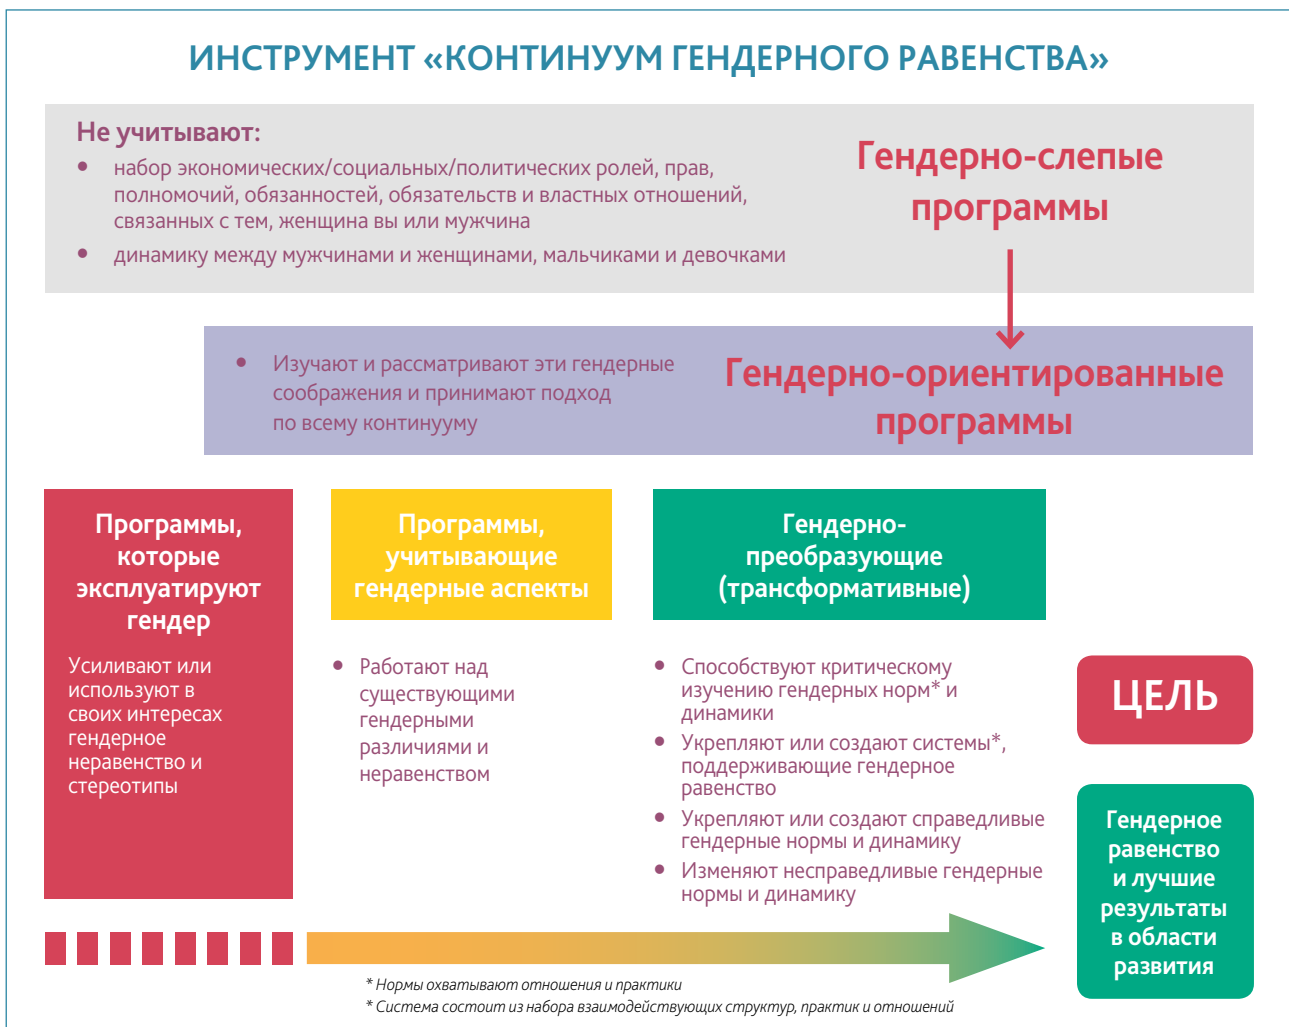 ИНСТРУМЕНТ «КОНТИНУУМ ГЕНДЕРНОГО РАВЕНСТВА»
Не учитывают:
• набор экономических/социальных/политических ролей, прав,
полномочий, обязанностей, обязательств и властных отношений,
связанных с тем, женщина вы или мужчина
• динамику между мужчинами и женщинами, мальчиками и девочками
Гендерно-слепые
программы
• Изучают и рассматривают эти гендерные
соображения и принимают подход
по всему континууму
Гендерно-ориентированные
программы
Программы,
которые
эксплуатируют
гендер
Усиливают или
используют в
своих интересах
гендерное
неравенство и
стереотипы
Программы,
учитывающие
гендерные аспекты
• Работают над
существующими
гендерными
различиями и
неравенством
Гендерно-
преобразующие
(трансформативные)
• Способствуют критическому
изучению гендерных норм* и
динамики
• Укрепляют или создают системы*,
поддерживающие гендерное
равенство
• Укрепляют или создают справедливые
гендерные нормы и динамику
• Изменяют несправедливые гендерные
нормы и динамику
ЦЕЛЬ
Гендерное
равенство
и лучшие
результаты
в области
развития
* Нормы охватывают отношения и практики
* Система состоит из набора взаимодействующих структур, практик и отношений